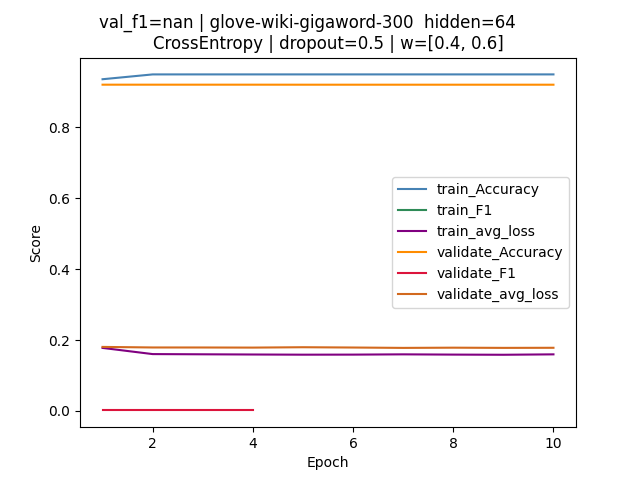 val_f1=nan | glove-wiki-gigaword-300 hidden=64
CrossEntropy | dropout=0.5 | w=[0.4, 0.6]
Score
0.8
0.6
0.4
0.2
0.0
train_Accuracy
train_F1
train_avg_loss
validate_Accuracy
validate_F1
validate_avg_loss
2 4 6 8 10
Epoch